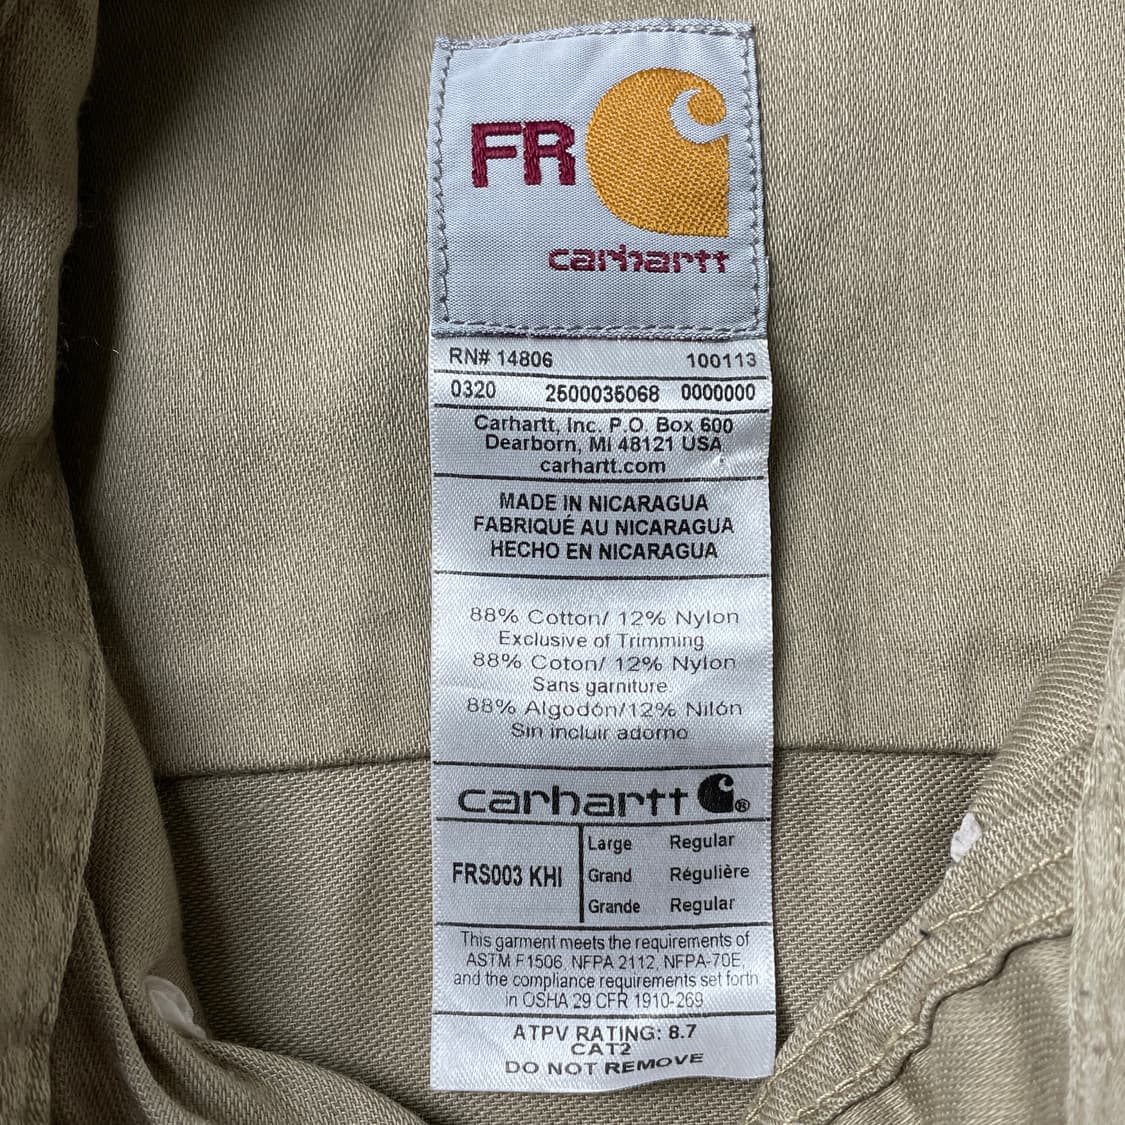 FR
carhartt
RN# 14806 100113
0320 2500035068 0000000
Carhartt, Inc. P.O. Box 600
Dearborn, MI 48121 USA
carhartt.com
MADE IN NICARAGUA
FABRIQUÉ AU NICARAGUA
HECHO EN NICARAGUA
88% Cotton/ 12% Nylon
Exclusive of Trimming
88% Coton/ 12% Nylon
Sans garniture
88% Algodón/12% Nilón
Sin incluir adorno
carhartt ®
FRS003 KHI
Large Regular
Grand Régulière
Grande Regular
This garment meets the requirements of
ASTM F1506, NFPA 2112, NFPA-70E,
and the compliance requirements set forth
in OSHA 29 CFR 1910-269
ATPV RATING: 8.7
CAT2
DO NOT REMOVE